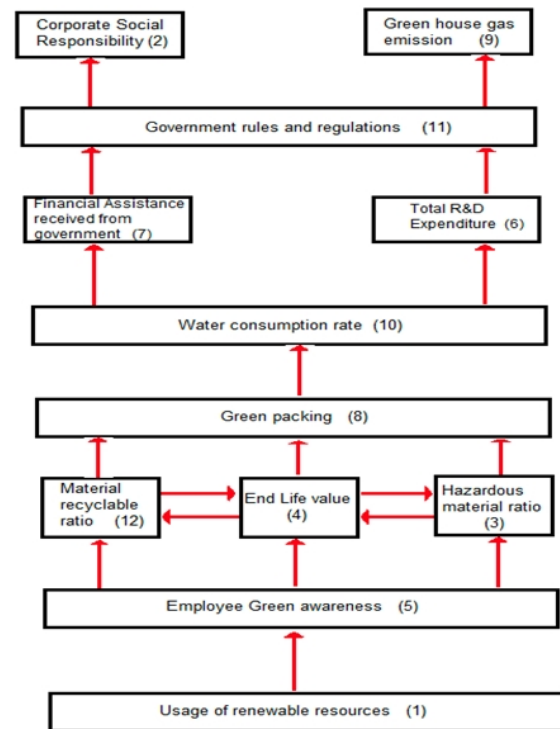 Corporate Social
Responsibility (2)
Green house gas
emission (9)
Government rules and regulations (11)
Financial Assistance
received from
government (7)
Total R&D
Expenditure (6)
Water consumption rate (10)
Green packing (8)
Material
recyclable
ratio (12)
End Life value
(4)
Hazardous
material ratio
(3)
Employee Green awareness (5)
Usage of renewable resources (1)